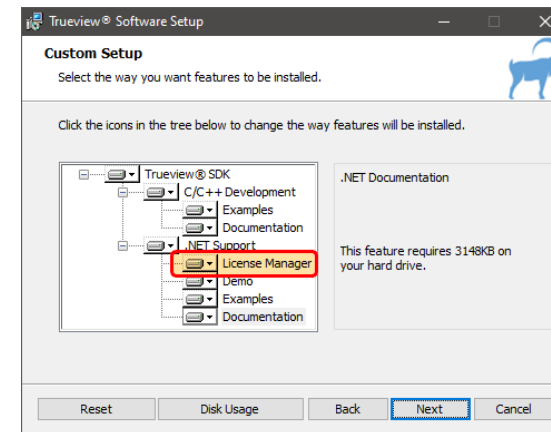 Trueview® Software Setup
Custom Setup
Select the way you want features to be installed.
Click the icons in the tree below to change the way features will be installed.
Trueview® SDK
C/C++ Development
Examples
Documentation
.NET Support
License Manager
Demo
Examples
Documentation
.NET Documentation
This feature requires 3148KB on
your hard drive.
Reset
Disk Usage
Back
Next
Cancel